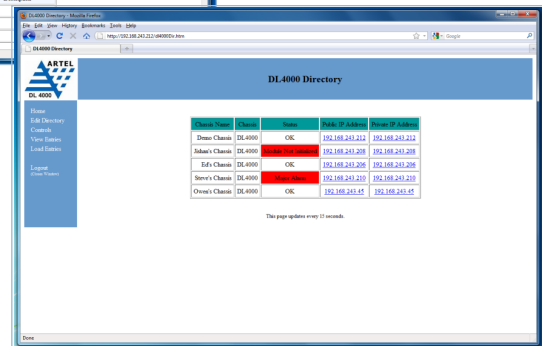 DL4000 Directory - Mozilla Firefox
File Edit View History Bookmarks Tools Help
http://192.168.243.212/dl4000Dir.htm
Google
DL4000 Directory
ARTEL
DL 4000
DL4000 Directory
Home
Edit Directory
Controls
View Entries
Load Entries
Logout
(Close Window)
Chassis Name Chassis Status Public IP Address Private IP Address
Demo Chassis DL4000 OK 192.168.243.212 192.168.243.212
Jidian's Chassis DL4000 Module Not Initialized 192.168.243.208 192.168.243.208
Ed's Chassis DL4000 OK 192.168.243.206 192.168.243.206
Steve's Chassis DL4000 Major Alarm 192.168.243.210 192.168.243.210
Owen's Chassis DL4000 OK 192.168.243.45 192.168.243.45
This page updates every 15 seconds.
Done